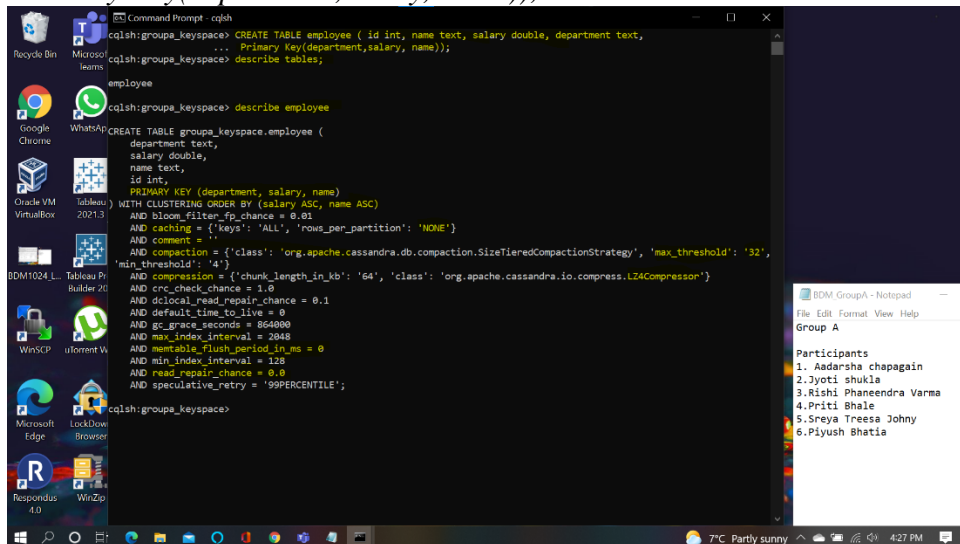 Command Prompt - cqlsh
cqlsh:groupa_keyspace> CREATE TABLE employee ( id int, name text, salary double, department text,
... Primary Key(department,salary, name));
cqlsh:groupa_keyspace> describe tables;
employee
cqlsh:groupa_keyspace> describe employee
CREATE TABLE groupa_keyspace.employee (
department text,
salary double,
name text,
id int,
PRIMARY KEY (department, salary, name)
) WITH CLUSTERING ORDER BY (salary ASC, name ASC)
AND bloom_filter_fp_chance = 0.01
AND caching = {'keys': 'ALL', 'rows_per_partition': 'NONE'}
AND comment = ''
AND compaction = {'class': 'org.apache.cassandra.db.compaction.SizeTieredCompactionStrategy', 'max_threshold': '32',
'min_threshold': '4'}
AND compression = {'chunk_length_in_kb': '64', 'class': 'org.apache.cassandra.io.compress.LZ4Compressor'}
AND crc_check_chance = 1.0
AND dclocal_read_repair_chance = 0.1
AND default_time_to_live = 0
AND gc_grace_seconds = 864000
AND max_index_interval = 2048
AND memtable_flush_period_in_ms = 0
AND min_index_interval = 128
AND read_repair_chance = 0.0
AND speculative_retry = '99PERCENTILE';
cqlsh:groupa_keyspace>
Recycle Bin
Microsof
Teams
Google
Chrome
WhatsAp
Oracle VM
VirtualBox
Tableau
2021.3
BDM1024_L...
Tableau Pr
Builder 20
WinSCP
uTorrent W
Microsoft
Edge
LockDow
Browser
Respondus
4.0
WinZip
BDM_GroupA - Notepad
File Edit Format View Help
Group A
Participants
1. Aadarsha chapagain
2.Jyoti shukla
3.Rishi Phaneendra Varma
4.Priti Bhale
5.Sreya Treesa Johny
6.Piyush Bhatia
7°C Partly sunny
4:27 PM